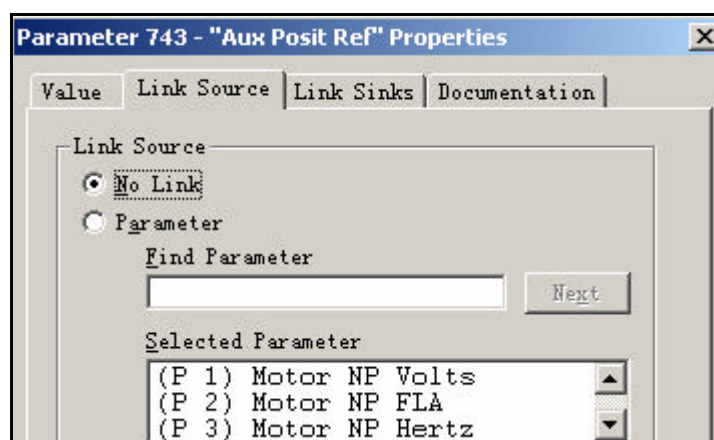 Parameter 743 - "Aux Posit Ref" Properties
Value Link Source Link Sinks Documentation
Link Source
No Link
Parameter
Find Parameter
Next
Selected Parameter
(P 1) Motor NP Volts
(P 2) Motor NP FLA
(P 3) Motor NP Hertz